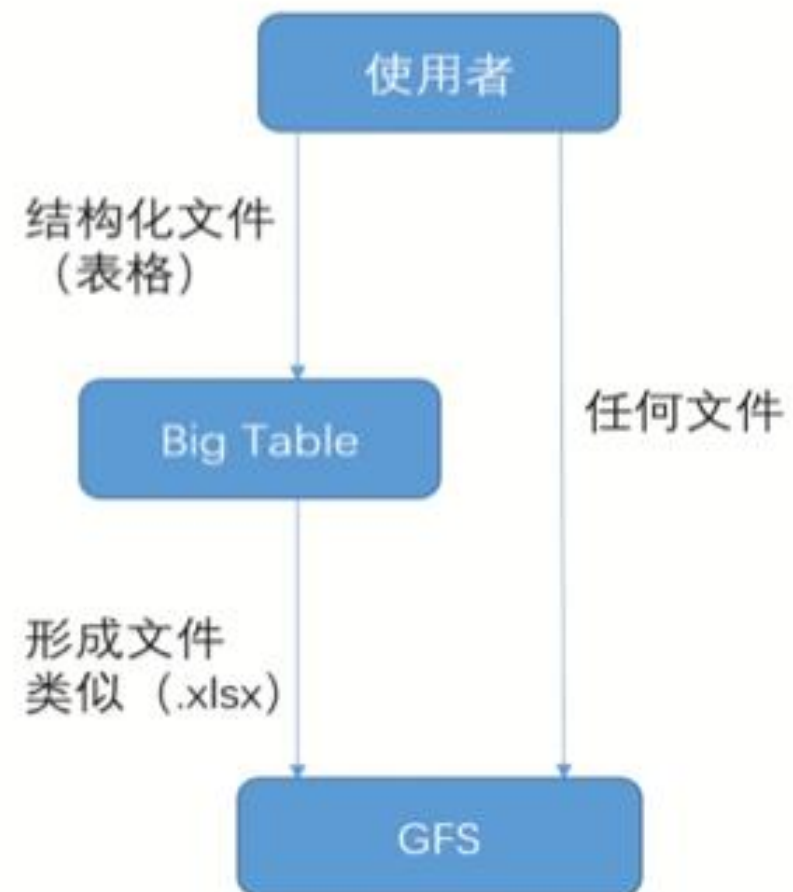 使用者
结构化文件
（表格）
任何文件
Big Table
形成文件
类似（.xlsx）
GFS